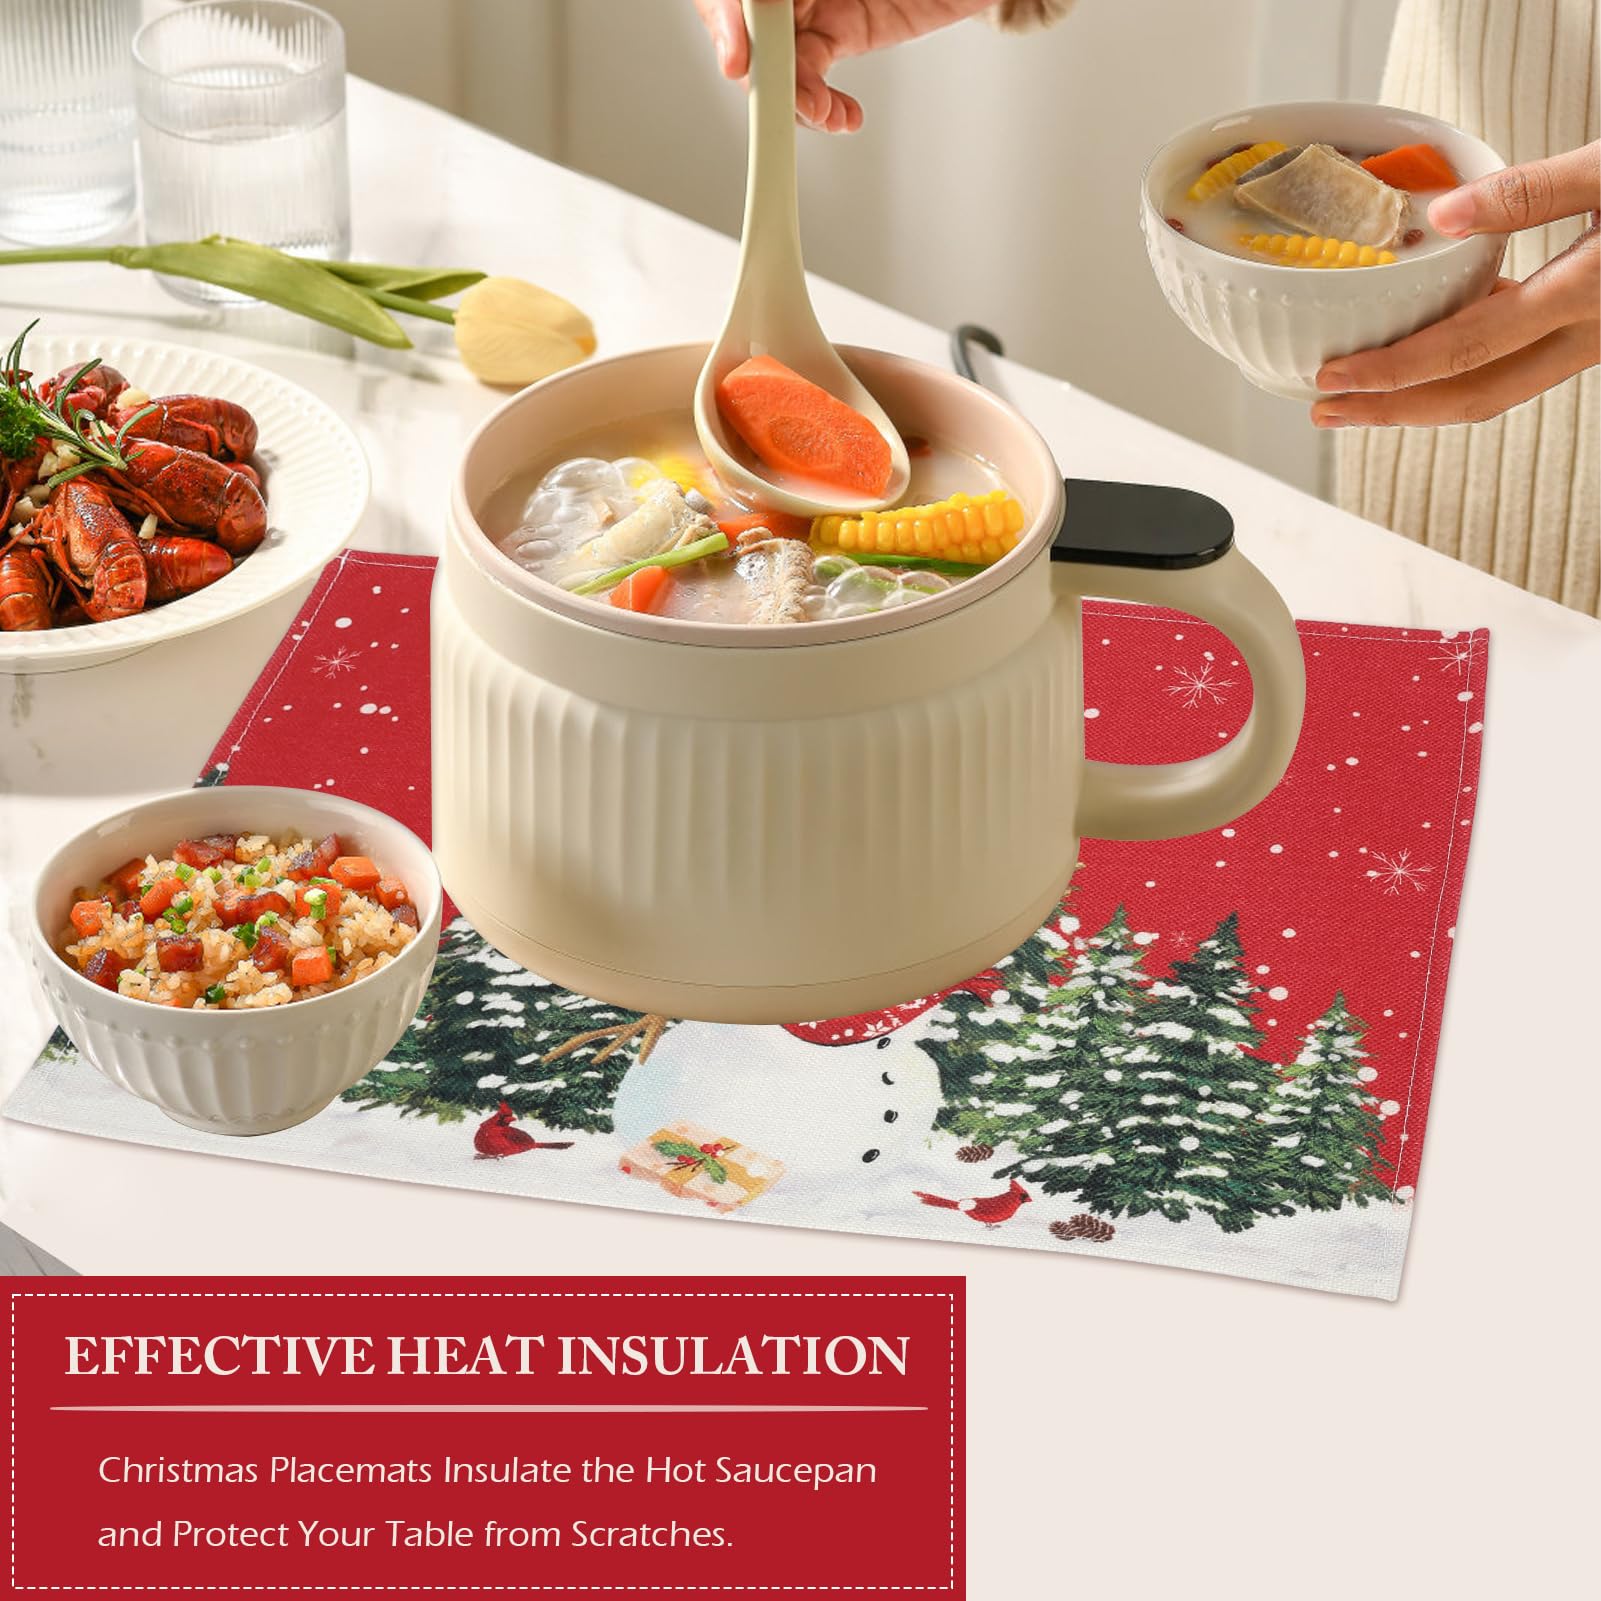 EFFECTIVE HEAT INSULATION
Christmas Placemats Insulate the Hot Saucepan
and Protect Your Table from Scratches.